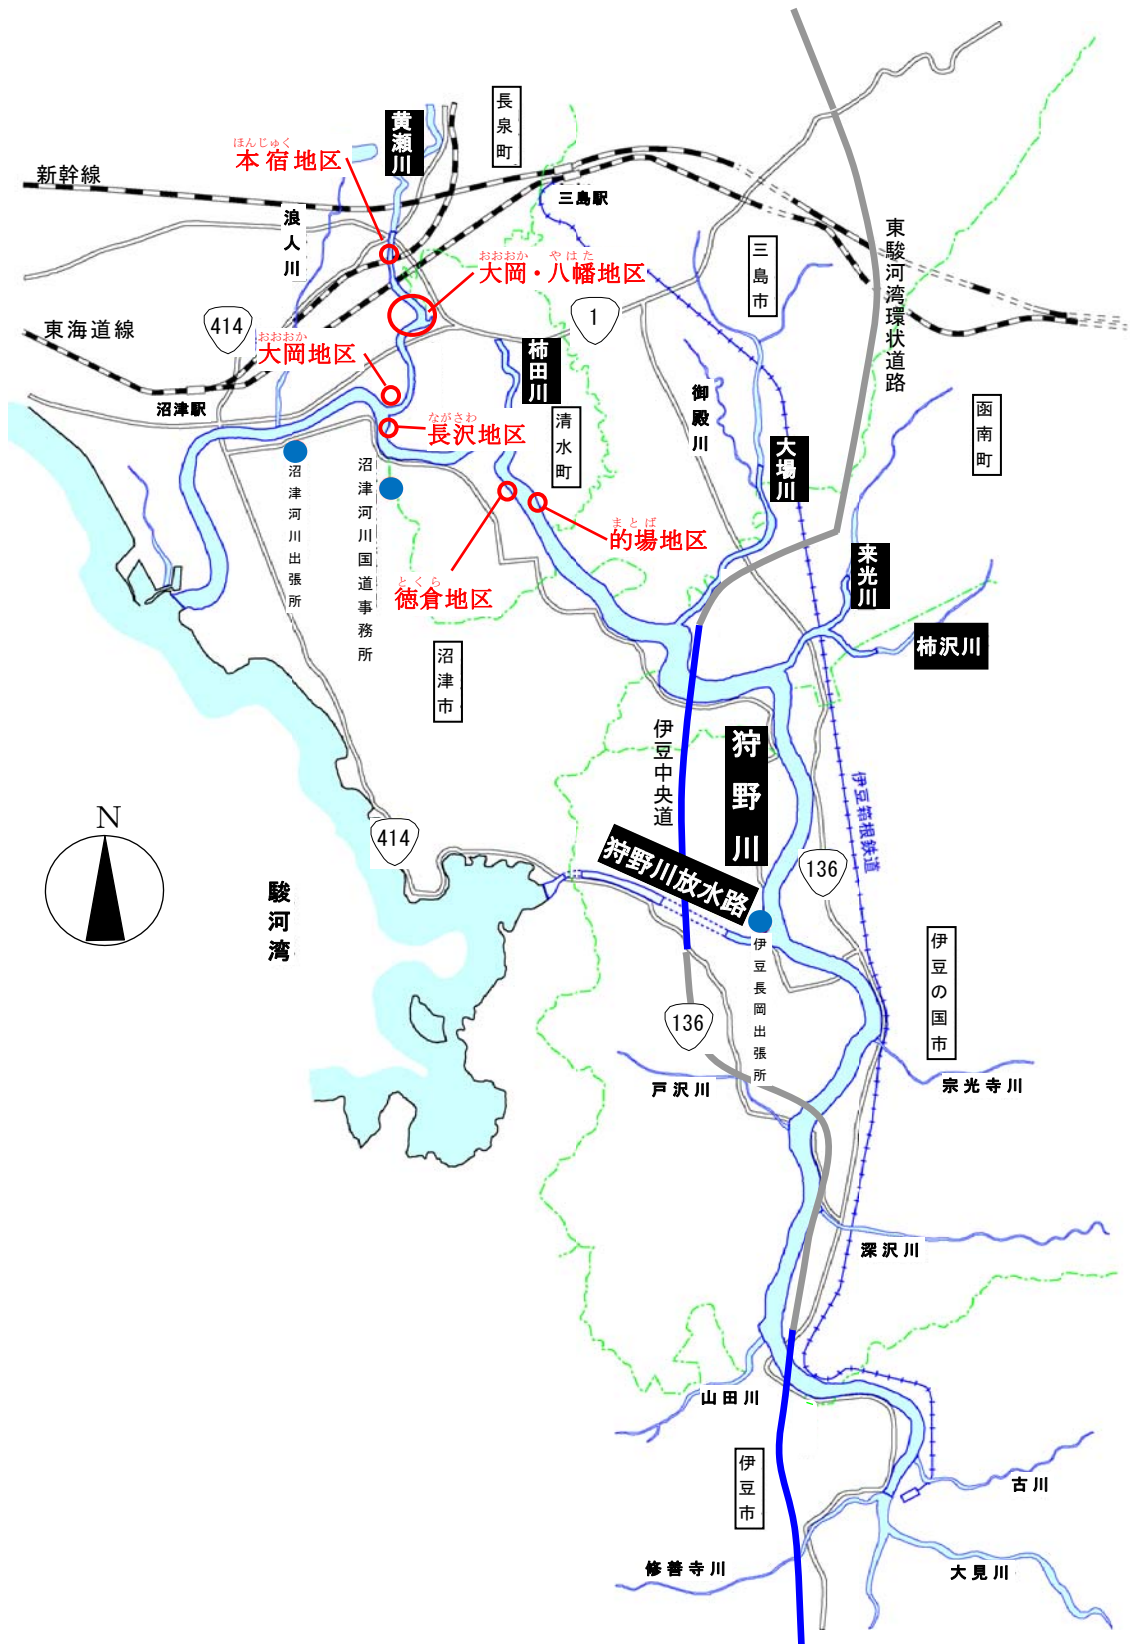 長泉町
黄瀬川
ほんじゅく
本宿地区
新幹線
三島駅
浪人川
東駿河湾環状道路
三島市
おおおか やはた
大岡・八幡地区
414
1
東海道線
おおおか
大岡地区
柿田川
御殿川
沼津駅
函南町
清水町
ながさわ
長沢地区
大場川
沼津河川出張所
沼津河川国道事務所
まとば
的場地区
来光川
とくら
徳倉地区
柿沢川
沼津市
伊豆中央道
狩野川
伊豆箱根鉄道
N
414
狩野川放水路
136
駿河湾
伊豆の国市
伊豆長岡出張所
136
戸沢川
宗光寺川
深沢川
山田川
伊豆市
古川
修善寺川
大見川